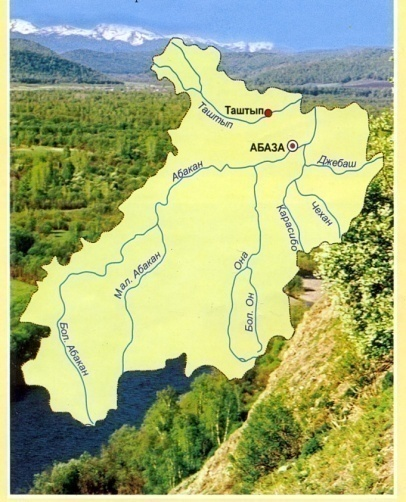 Таштып
Таштып
АБАЗА
Джебаш
Абакан
Чехан
Карасибо
Она
Мал. Абакан
Бол. Он
Бол. Абакан